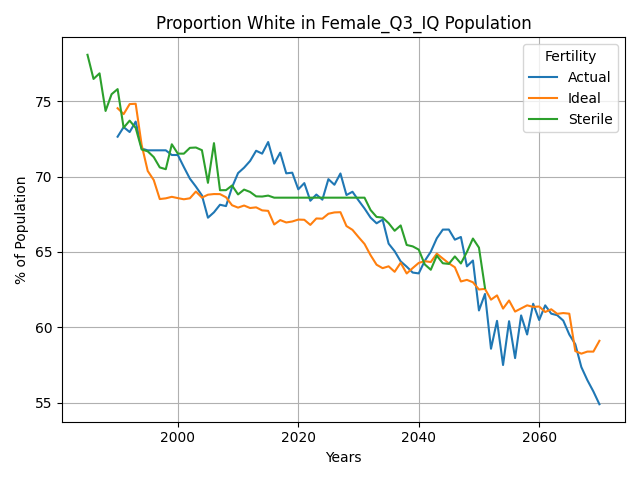 Proportion White in Female_Q3_IQ Population
Fertility
Actual
Ideal
Sterile
% of Population
75
70
65
60
55
2000
2020
2040
2060
Years